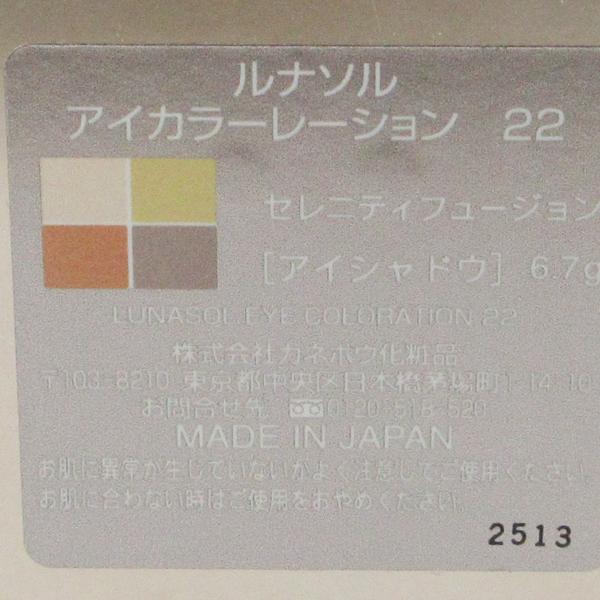 ルナソル
アイカラーレーション 22
セレニティフュージョン
[アイシャドウ] 6.7g
LUNASOL EYE COLORATION 22
株式会社カネボウ化粧品
〒103-8210 東京都中央区日本橋茅場町1-14-10
お問合せ先 0120-518-520
MADE IN JAPAN
お肌に異常が生じていないかよく注意してご使用ください。
お肌に合わない時はご使用をおやめください。
2513